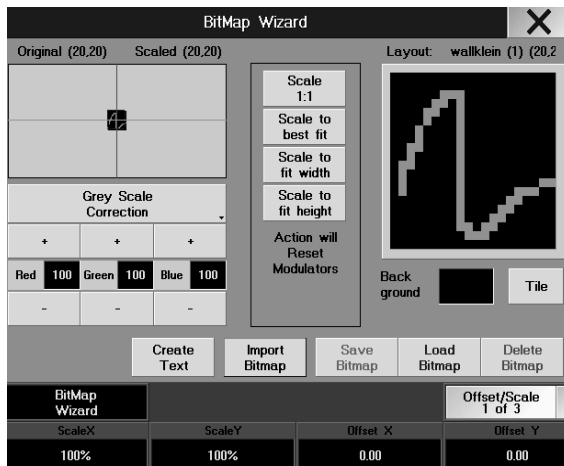 BitMap Wizard
Original (20,20) Scaled (20,20) Layout: wallklein (1) (20,2
Scale
1:1
Scale to
best fit
Scale to
fit width
Scale to
fit height
Action will
Reset
Modulators
Grey Scale
Correction
+ + +
Red 100 Green 100 Blue 100
- - -
Back
ground
Tile
Create
Text
Import
Bitmap
Save
Bitmap
Load
Bitmap
Delete
Bitmap
BitMap
Wizard
Offset/Scale
1 of 3
ScaleX ScaleY Offset X Offset Y
100% 100% 0.00 0.00